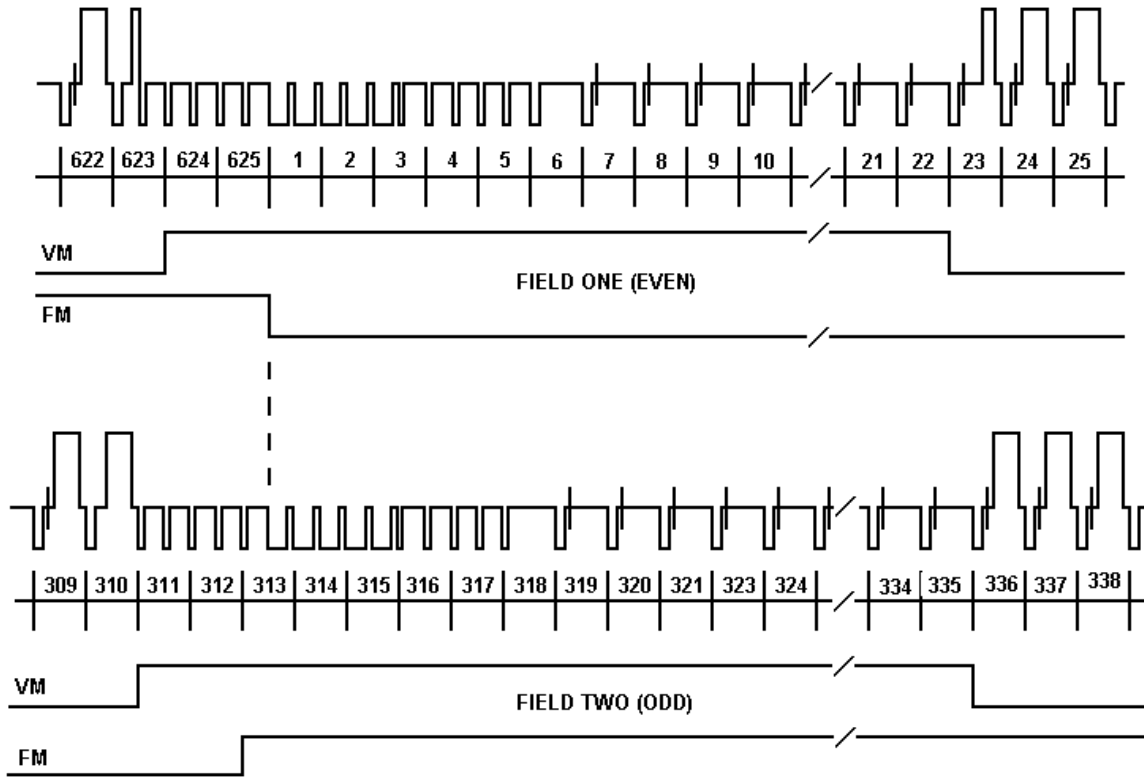 622 623 624 625 1 2 3 4 5 6 7 8 9 10 21 22 23 24 25
VM
FIELD ONE (EVEN)
FM
309 310 311 312 313 314 315 316 317 318 319 320 321 323 324 334 335 336 337 338
VM
FIELD TWO (ODD)
FM